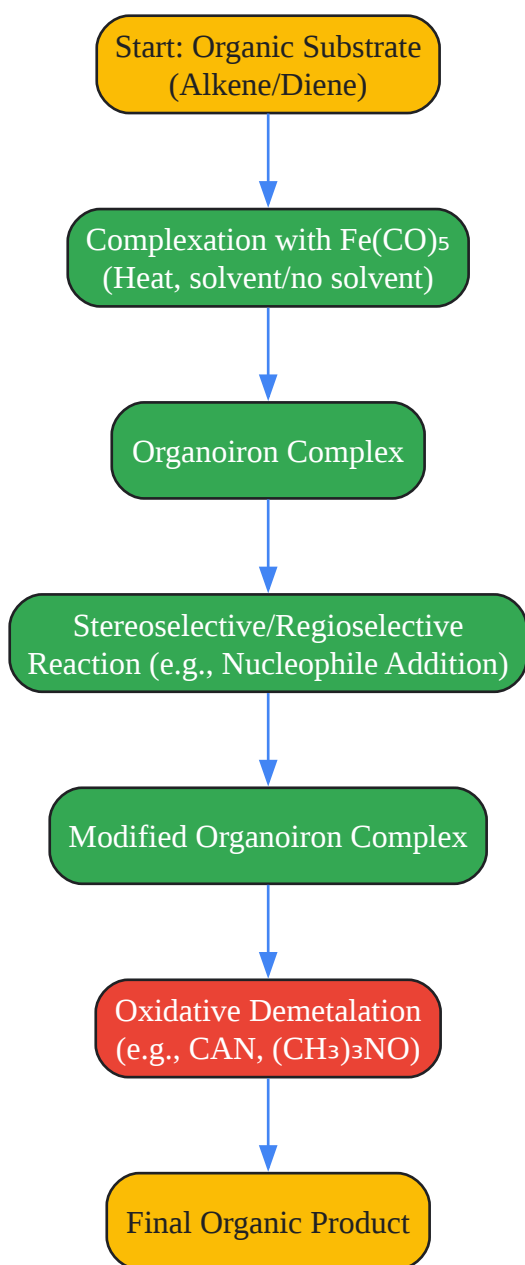 Start: Organic Substrate
(Alkene/Diene)
Complexation with Fe(CO)₅
(Heat, solvent/no solvent)
Organoiron Complex
Stereoselective/Regioselective
Reaction (e.g., Nucleophile Addition)
Modified Organoiron Complex
Oxidative Demetalation
(e.g., CAN, (CH₃)₃NO)
Final Organic Product